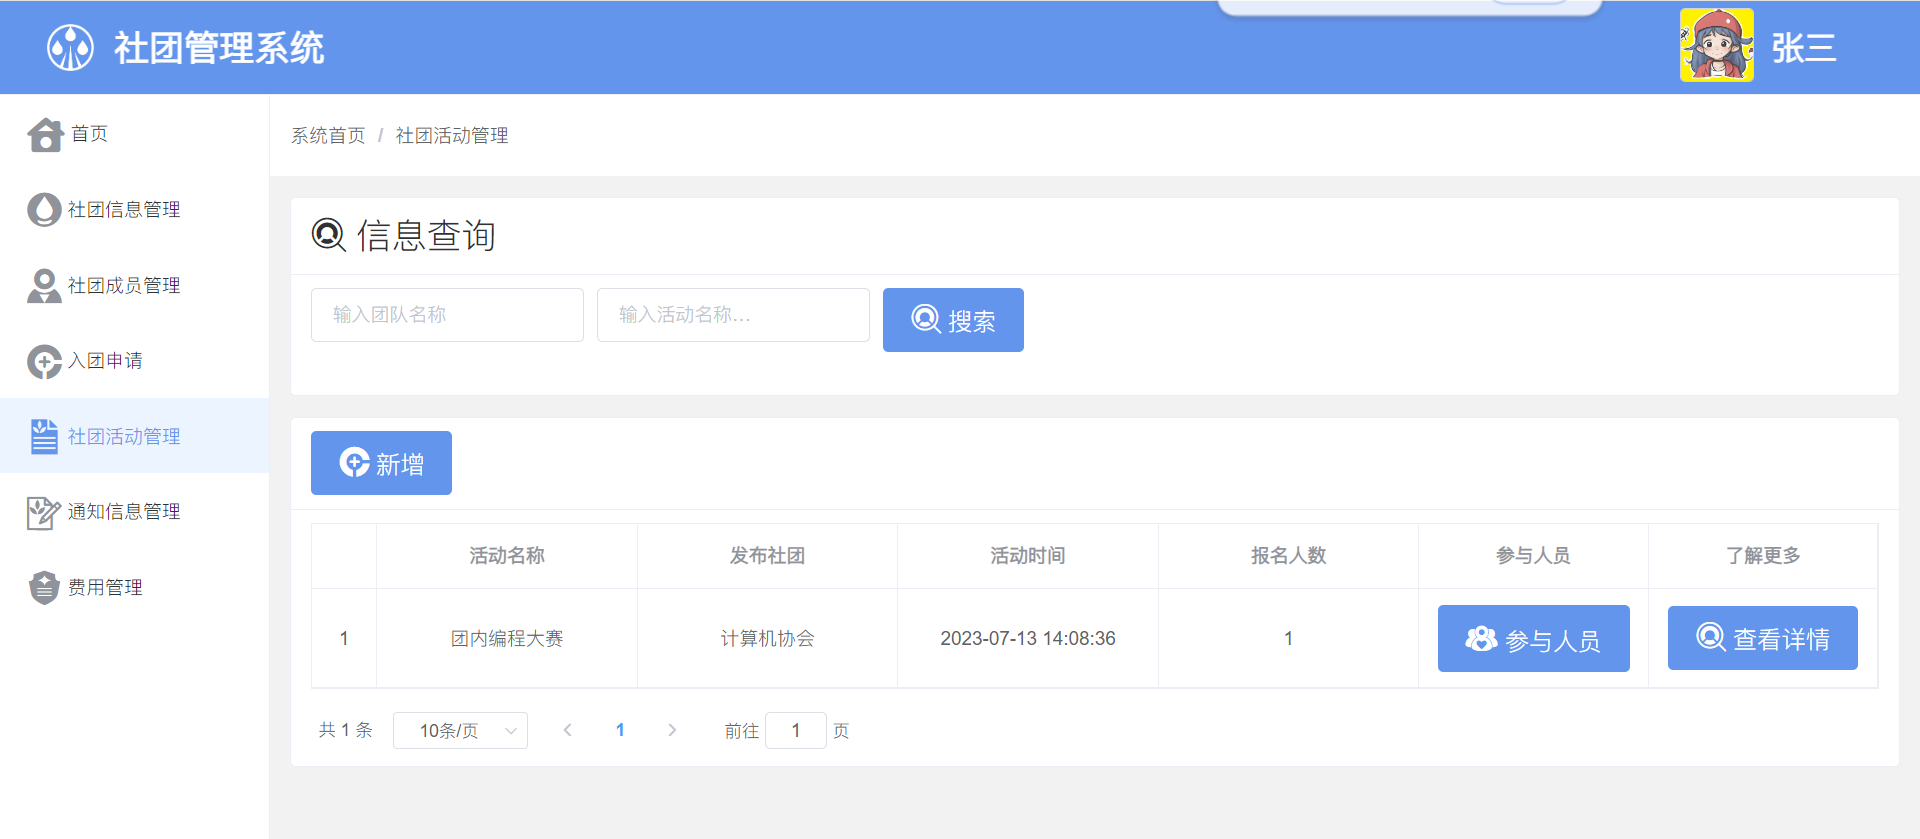 社团管理系统
张三
首页
社团信息管理
社团成员管理
入团申请
社团活动管理
通知信息管理
费用管理
系统首页 / 社团活动管理
信息查询
输入团队名称 输入活动名称... 搜索
新增
活动名称 发布社团 活动时间 报名人数 参与人员 了解更多
1 团内编程大赛 计算机协会 2023-07-13 14:08:36 1 参与人员 查看详情
共 1 条 10条/页 1 前往 1 页